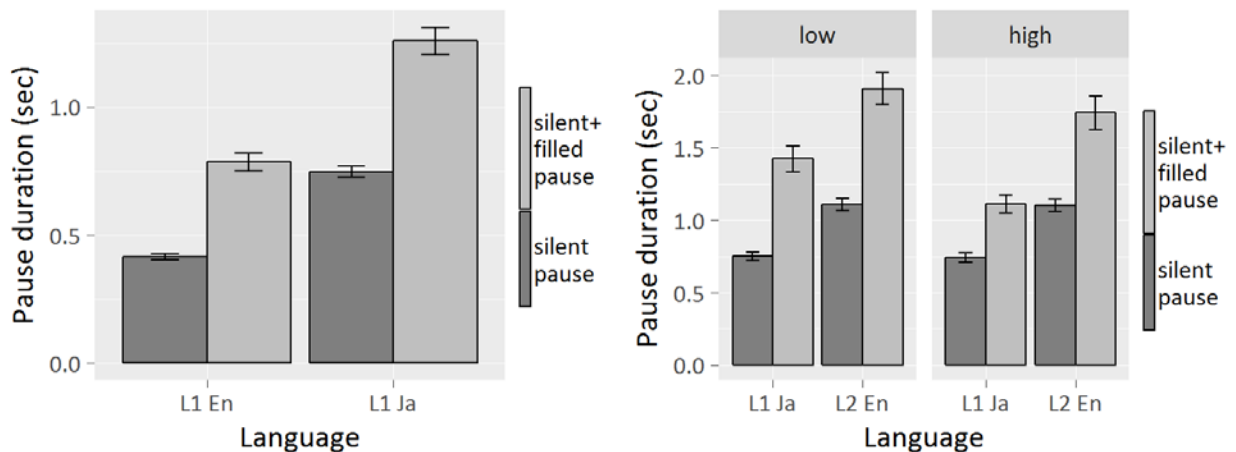 Pause duration (sec)
1.0
0.5
0.0
L1 En
L1 Ja
Language
silent+
filled
pause
silent
pause
low
high
Pause duration (sec)
2.0
1.5
1.0
0.5
0.0
L1 Ja
L2 En
L1 Ja
L2 En
Language
silent+
filled
pause
silent
pause